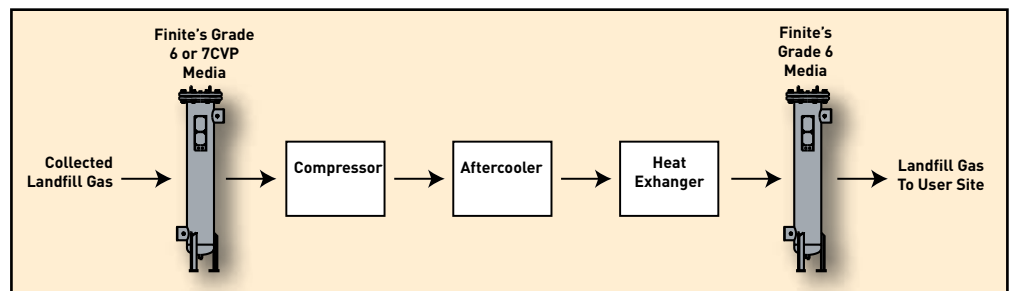 Finite's Grade
6 or 7CVP
Media
Finite's
Grade 6
Media
Collected
Landfill Gas
Compressor
Aftercooler
Heat
Exhanger
Landfill Gas
To User Site